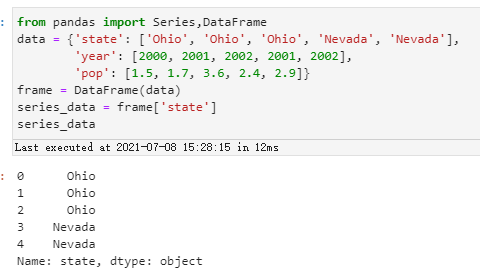 : from pandas import Series,DataFrame
data = {'state': ['Ohio', 'Ohio', 'Ohio', 'Nevada', 'Nevada'],
        'year': [2000, 2001, 2002, 2001, 2002],
        'pop': [1.5, 1.7, 3.6, 2.4, 2.9]}
frame = DataFrame(data)
series_data = frame['state']
series_data
Last executed at 2021-07-08 15:28:15 in 12ms
: 0      Ohio
1      Ohio
2      Ohio
3    Nevada
4    Nevada
Name: state, dtype: object